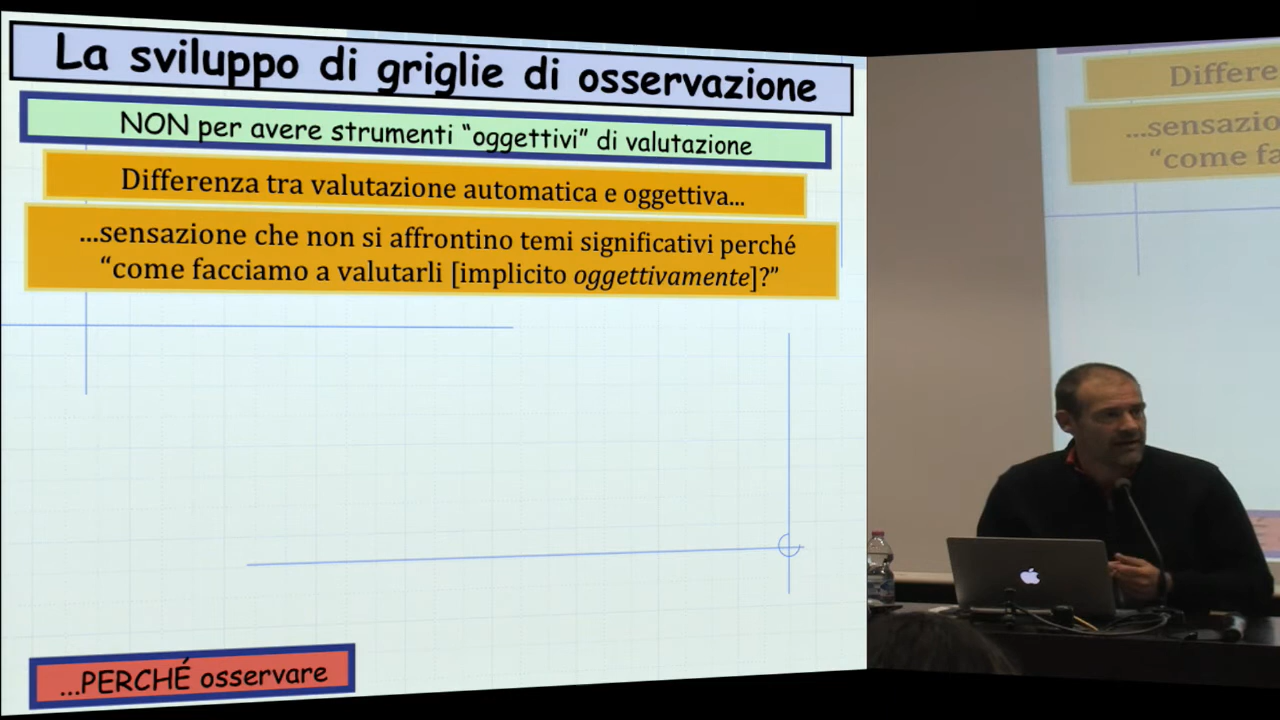 La sviluppo di griglie di osservazione
NON per avere strumenti “oggettivi” di valutazione
Differenza tra valutazione automatica e oggettiva...
...sensazione che non si affrontino temi significativi perché
“come facciamo a valutarli [implicito oggettivamente]?”
...PERCHÉ osservare
Differe
...sensazio
“come fa